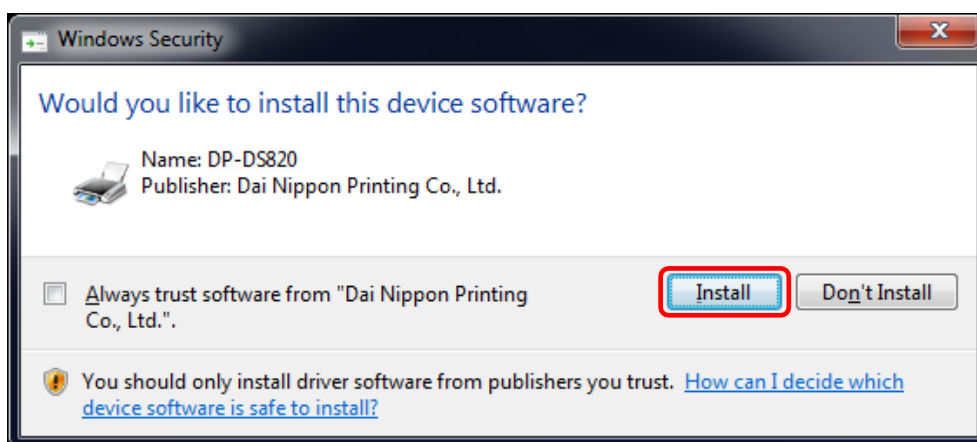 Windows Security
Would you like to install this device software?
Name: DP-DS820
Publisher: Dai Nippon Printing Co., Ltd.
Always trust software from "Dai Nippon Printing
Co., Ltd.".
Install
Don't Install
You should only install driver software from publishers you trust. How can I decide which
device software is safe to install?